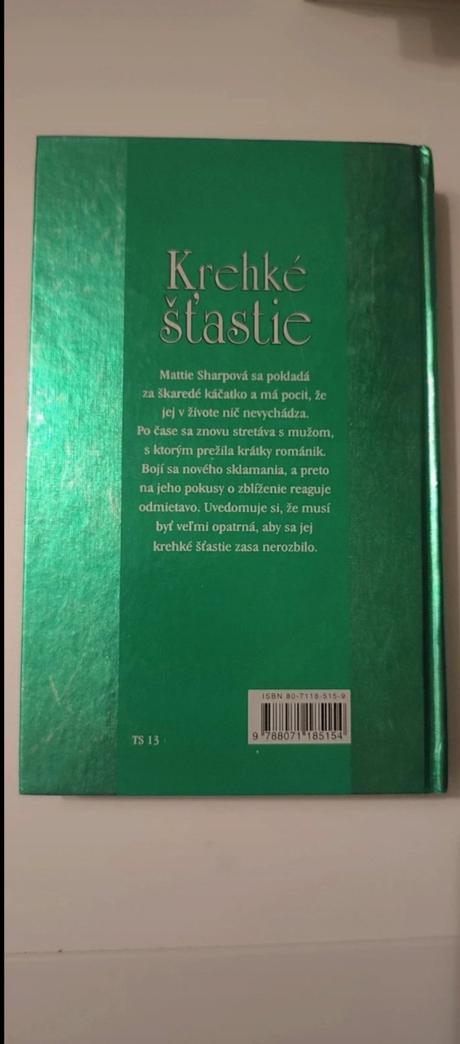 Krehké
šťastie
Mattie Sharpová sa pokladá
za škaredé káčatko a má pocit, že
jej v živote nič nevychádza.
Po čase sa znovu stretáva s mužom,
s ktorým prežila krátky románik.
Bojí sa nového sklamania, a preto
na jeho pokusy o zblíženie reaguje
odmietavo. Uvedomuje si, že musí
byť veľmi opatrná, aby sa jej
krehké šťastie zasa nerozbilo.
ISBN 80-7118-515-9
9 788071 185154
TS 13